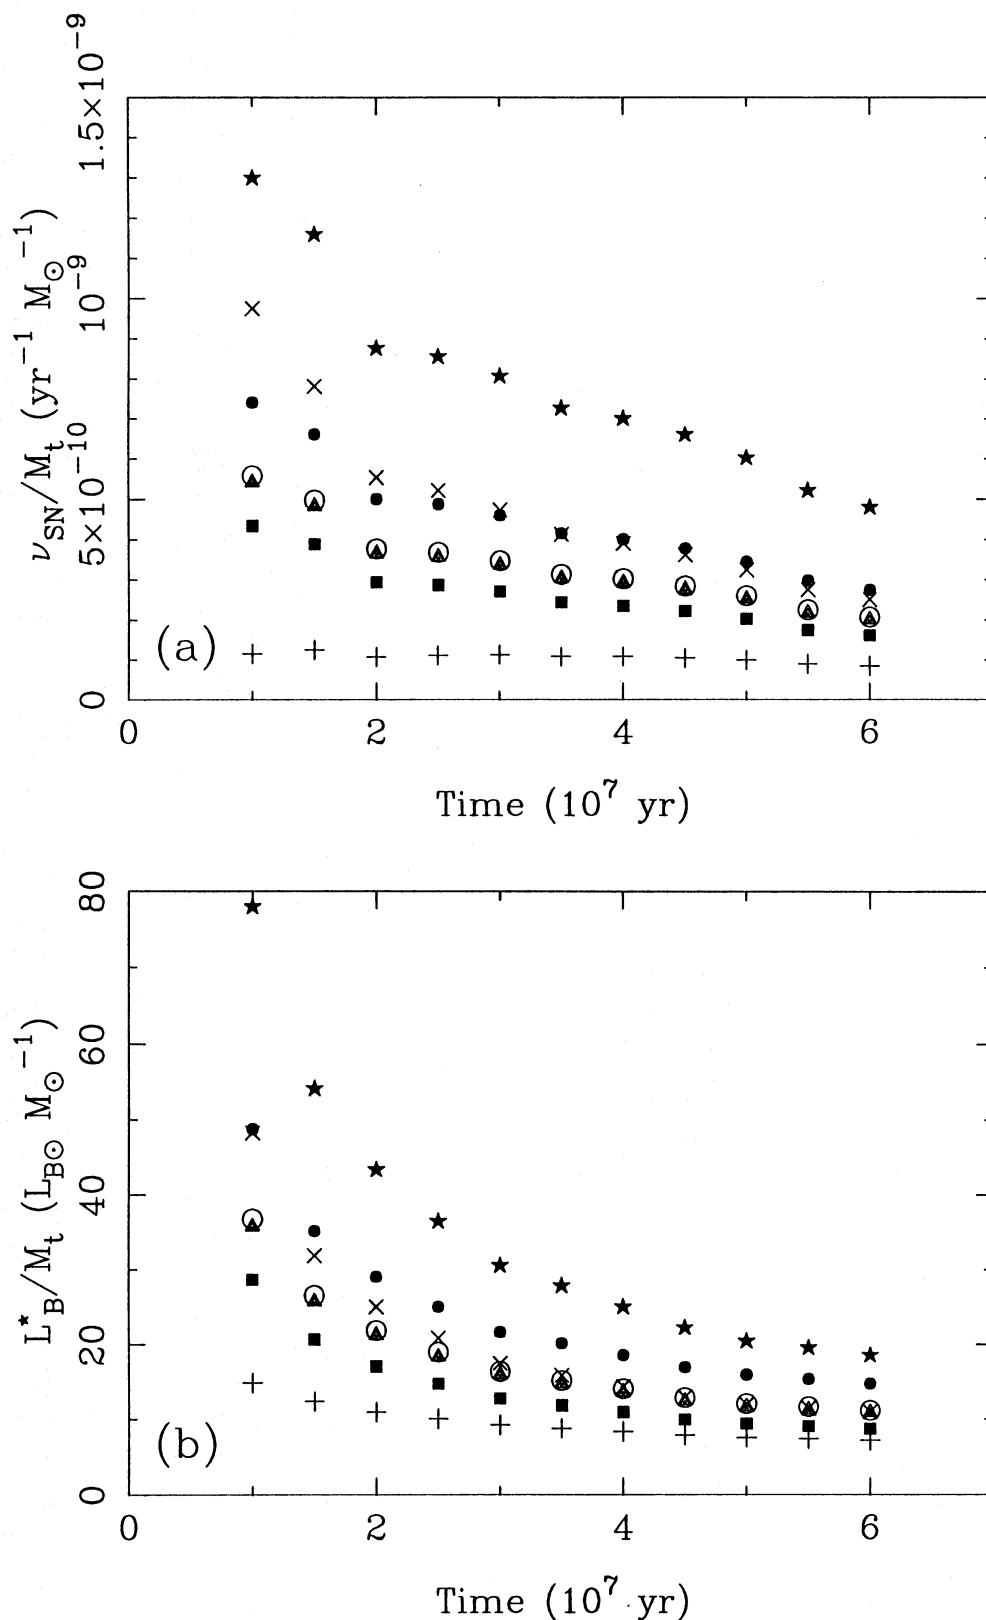 1.5×10⁻⁹
10⁻⁹
5×10⁻¹⁰
0
ν_SN/M_t (yr⁻¹ M_⊙⁻¹)
(a)
0 2 4 6
Time (10⁷ yr)
80
60
40
20
0
L*_B/M_t (L_B⊙ M_⊙⁻¹)
(b)
0 2 4 6
Time (10⁷ yr)